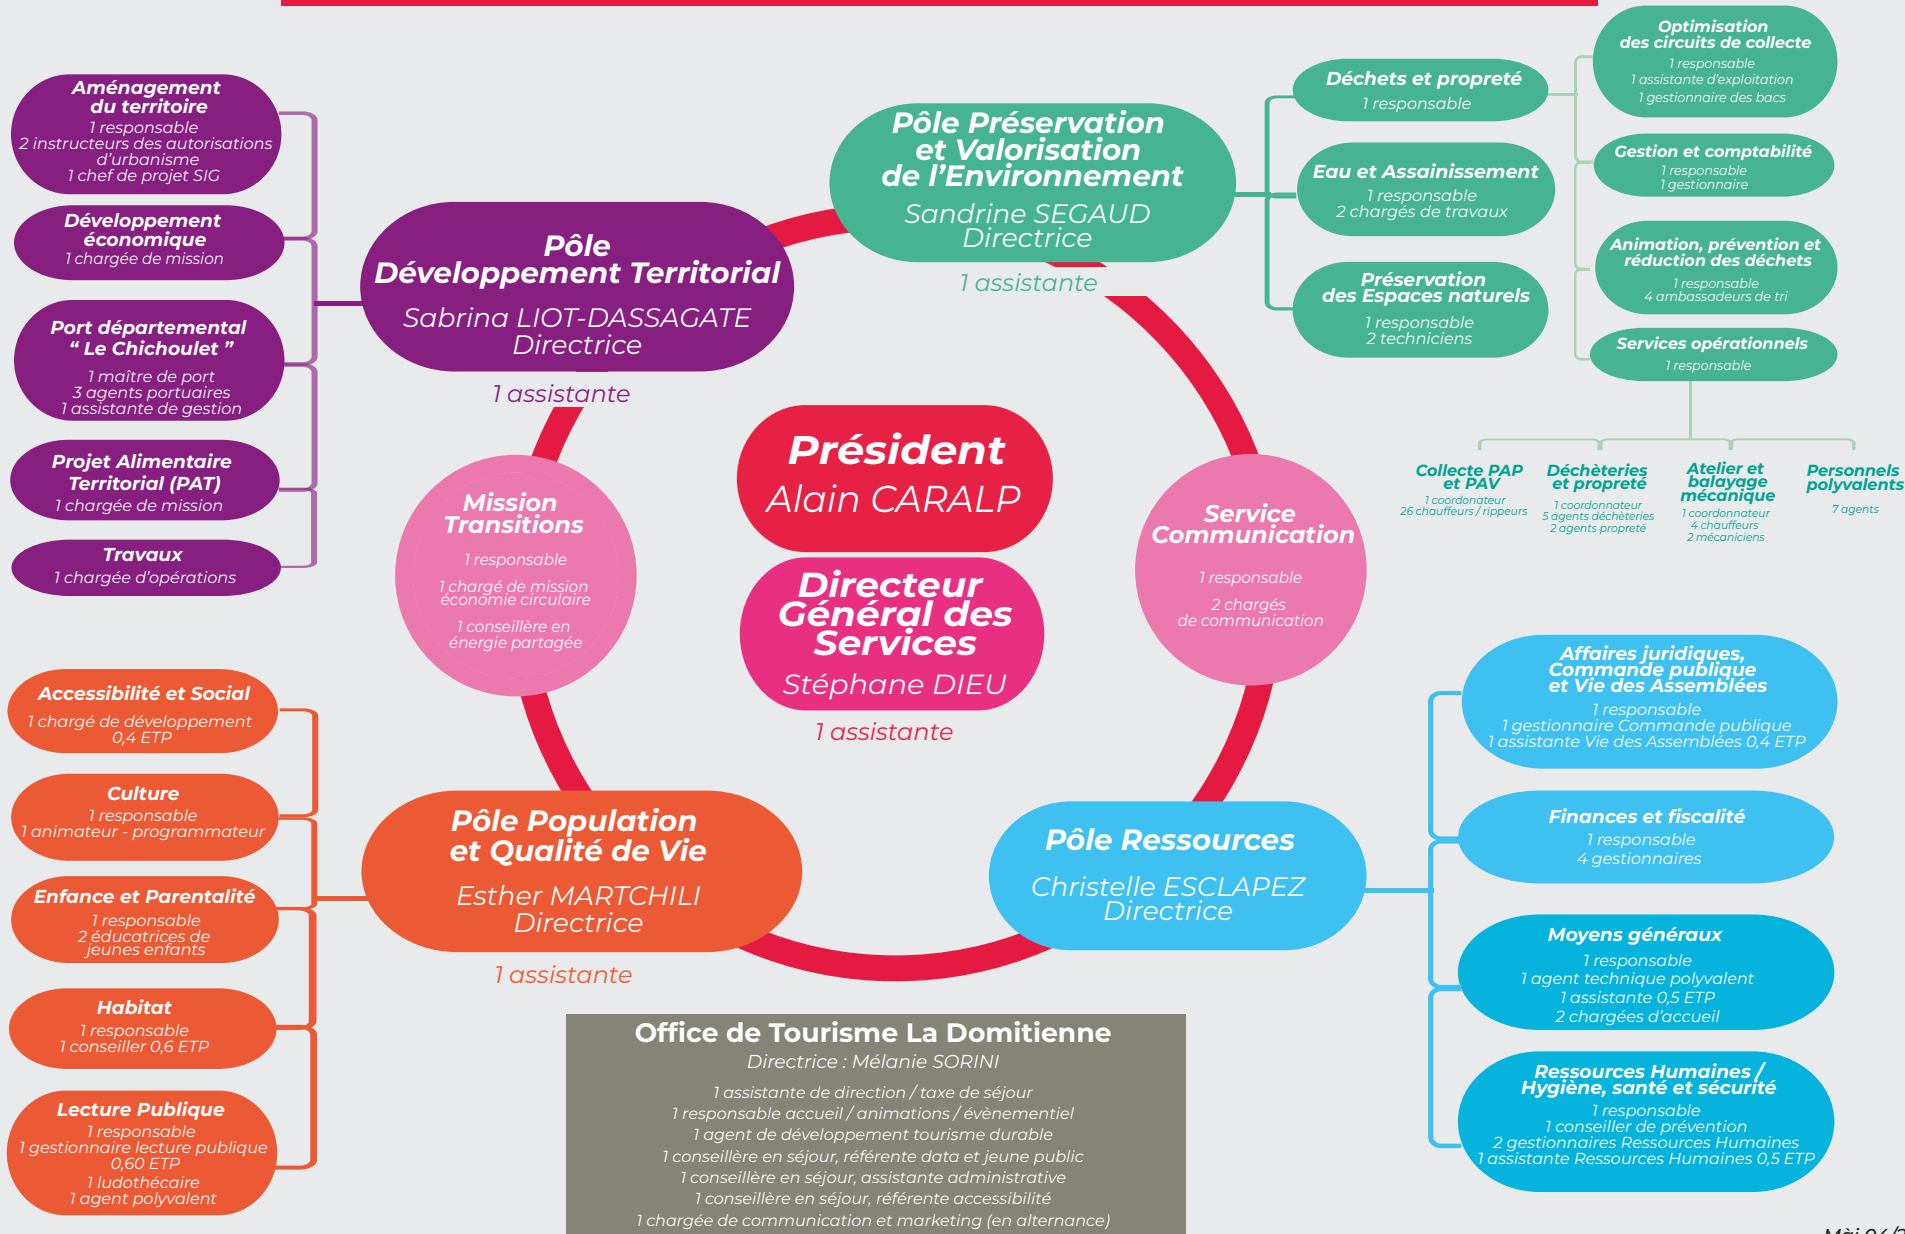 Aménagement
du territoire
1 responsable
2 instructeurs des autorisations
d'urbanisme
1 chef de projet SIG
Développement
économique
1 chargée de mission
Port départemental
“ Le Chichoulet ”
1 maître de port
3 agents portuaires
1 assistante de gestion
Projet Alimentaire
Territorial (PAT)
1 chargée de mission
Travaux
1 chargée d'opérations
Pôle
Développement Territorial
Sabrina LIOT-DASSAGATE
Directrice
1 assistante
Pôle Préservation
et Valorisation
de l'Environnement
Sandrine SEGAUD
Directrice
1 assistante
Déchets et propreté
1 responsable
Eau et Assainissement
1 responsable
2 chargés de travaux
Préservation
des Espaces naturels
1 responsable
2 techniciens
Optimisation
des circuits de collecte
1 responsable
1 assistante d'exploitation
1 gestionnaire des bacs
Gestion et comptabilité
1 responsable
1 gestionnaire
Animation, prévention et
réduction des déchets
1 responsable
4 ambassadeurs de tri
Services opérationnels
1 responsable
Collecte PAP
et PAV
1 coordonateur
26 chauffeurs / rippeurs
Déchèteries
et propreté
1 coordonnateur
5 agents déchèteries
2 agents propreté
Atelier et
balayage
mécanique
1 coordonnateur
4 chauffeurs
2 mécaniciens
Personnels
polyvalents
7 agents
Président
Alain CARALP
Directeur
Général des
Services
Stéphane DIEU
1 assistante
Mission
Transitions
1 responsable
1 chargé de mission
économie circulaire
1 conseillère en
énergie partagée
Service
Communication
1 responsable
2 chargés
de communication
Accessibilité et Social
1 chargé de développement
0,4 ETP
Culture
1 responsable
1 animateur - programmateur
Enfance et Parentalité
1 responsable
2 éducatrices de
jeunes enfants
Habitat
1 responsable
1 conseiller 0,6 ETP
Lecture Publique
1 responsable
1 gestionnaire lecture publique
0,60 ETP
1 ludothécaire
1 agent polyvalent
Pôle Population
et Qualité de Vie
Esther MARTCHILI
Directrice
1 assistante
Pôle Ressources
Christelle ESCLAPEZ
Directrice
Affaires juridiques,
Commande publique
et Vie des Assemblées
1 responsable
1 gestionnaire Commande publique
1 assistante Vie des Assemblées 0,4 ETP
Finances et fiscalité
1 responsable
4 gestionnaires
Moyens généraux
1 responsable
1 agent technique polyvalent
1 assistante 0,5 ETP
2 chargées d'accueil
Ressources Humaines /
Hygiène, santé et sécurité
1 responsable
1 conseiller de prévention
2 gestionnaires Ressources Humaines
1 assistante Ressources Humaines 0,5 ETP
Office de Tourisme La Domitienne
Directrice : Mélanie SORINI
1 assistante de direction / taxe de séjour
1 responsable accueil / animations / évènementiel
1 agent de développement tourisme durable
1 conseillère en séjour, référente data et jeune public
1 conseillère en séjour, assistante administrative
1 conseillère en séjour, référente accessibilité
1 chargée de communication et marketing (en alternance)